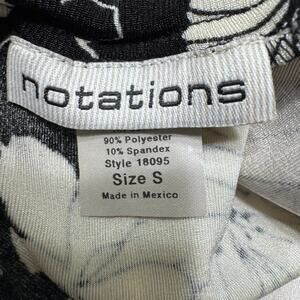 notations
90% Polyester
10% Spandex
Style 18095
Size S
Made in Mexico